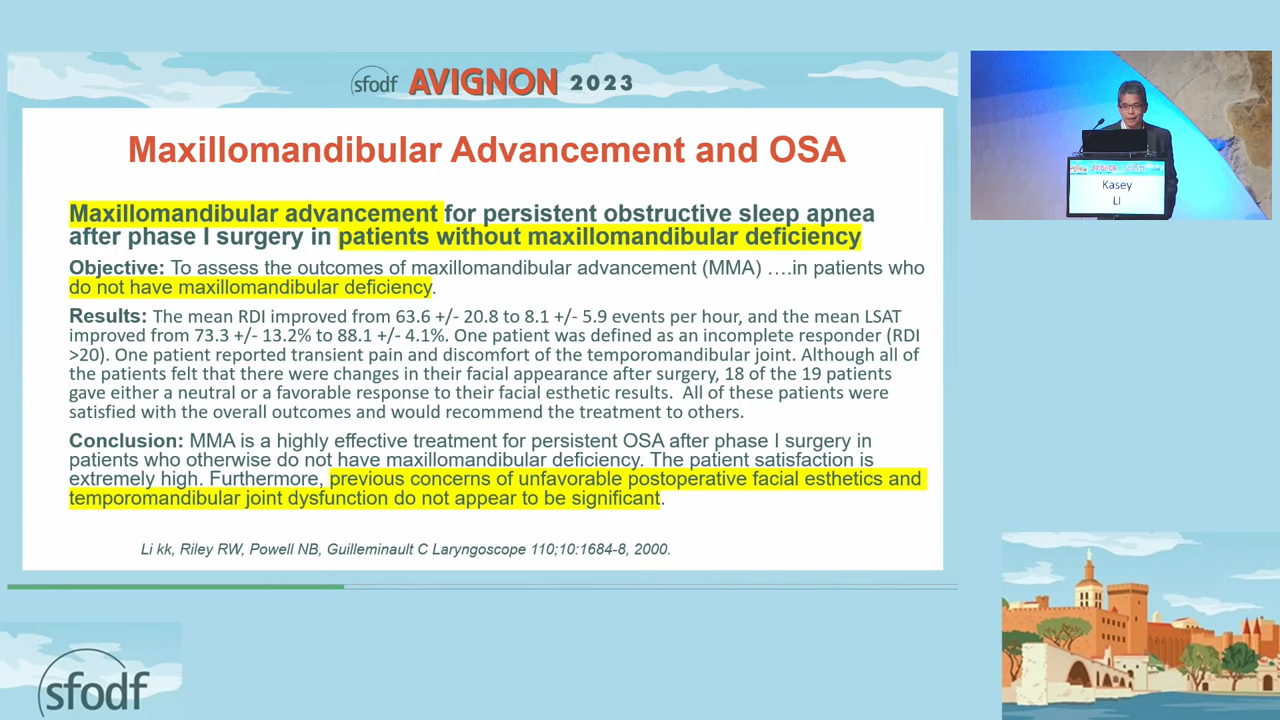 sfodf AVIGNON 2023
Maxillomandibular Advancement and OSA
Maxillomandibular advancement for persistent obstructive sleep apnea
after phase I surgery in patients without maxillomandibular deficiency
Objective: To assess the outcomes of maxillomandibular advancement (MMA) ….in patients who
do not have maxillomandibular deficiency.
Results: The mean RDI improved from 63.6 +/- 20.8 to 8.1 +/- 5.9 events per hour, and the mean LSAT
improved from 73.3 +/- 13.2% to 88.1 +/- 4.1%. One patient was defined as an incomplete responder (RDI
>20). One patient reported transient pain and discomfort of the temporomandibular joint. Although all of
the patients felt that there were changes in their facial appearance after surgery, 18 of the 19 patients
gave either a neutral or a favorable response to their facial esthetic results. All of these patients were
satisfied with the overall outcomes and would recommend the treatment to others.
Conclusion: MMA is a highly effective treatment for persistent OSA after phase I surgery in
patients who otherwise do not have maxillomandibular deficiency. The patient satisfaction is
extremely high. Furthermore, previous concerns of unfavorable postoperative facial esthetics and
temporomandibular joint dysfunction do not appear to be significant.
Li kk, Riley RW, Powell NB, Guilleminault C Laryngoscope 110;10:1684-8, 2000.
Kasey
LI
sfodf